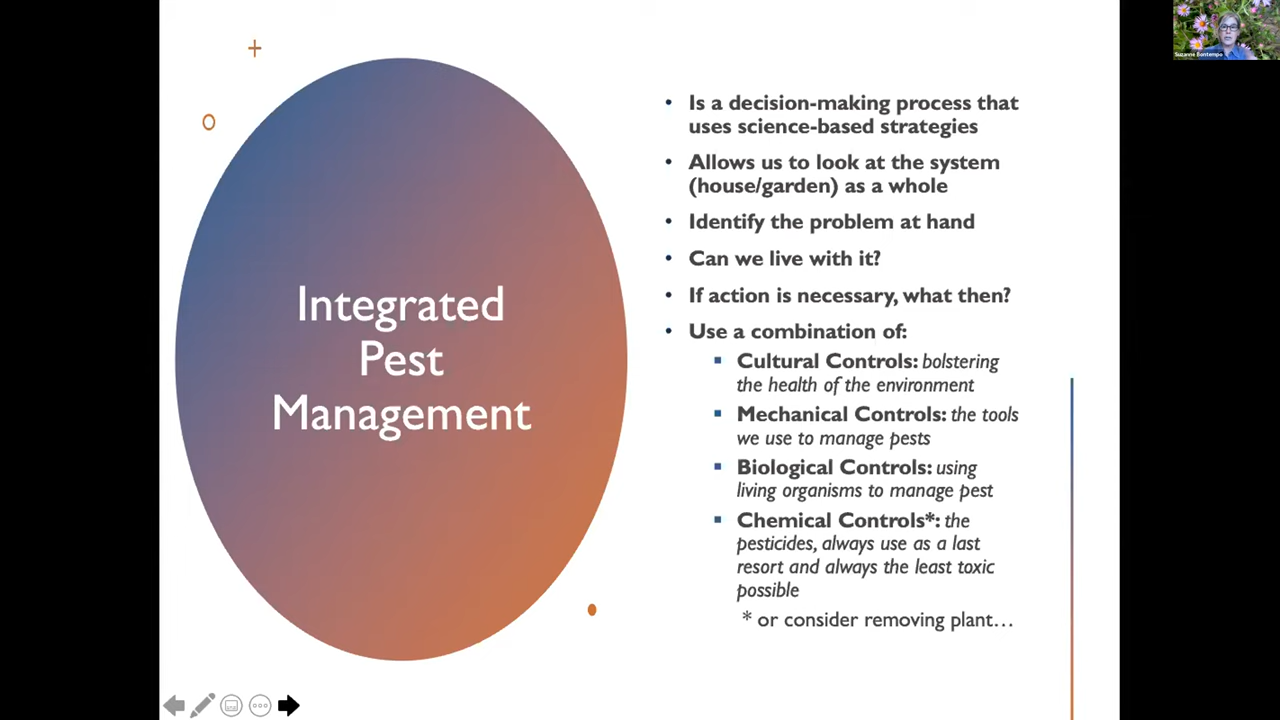 Suzanne Bontempo
Integrated
Pest
Management
• Is a decision-making process that
uses science-based strategies
• Allows us to look at the system
(house/garden) as a whole
• Identify the problem at hand
• Can we live with it?
• If action is necessary, what then?
• Use a combination of:
▪ Cultural Controls: bolstering
the health of the environment
▪ Mechanical Controls: the tools
we use to manage pests
▪ Biological Controls: using
living organisms to manage pest
▪ Chemical Controls*: the
pesticides, always use as a last
resort and always the least toxic
possible
* or consider removing plant…